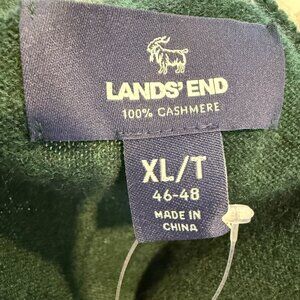 LANDS' END
100% CASHMERE
XL/T
46-48
MADE IN
CHINA